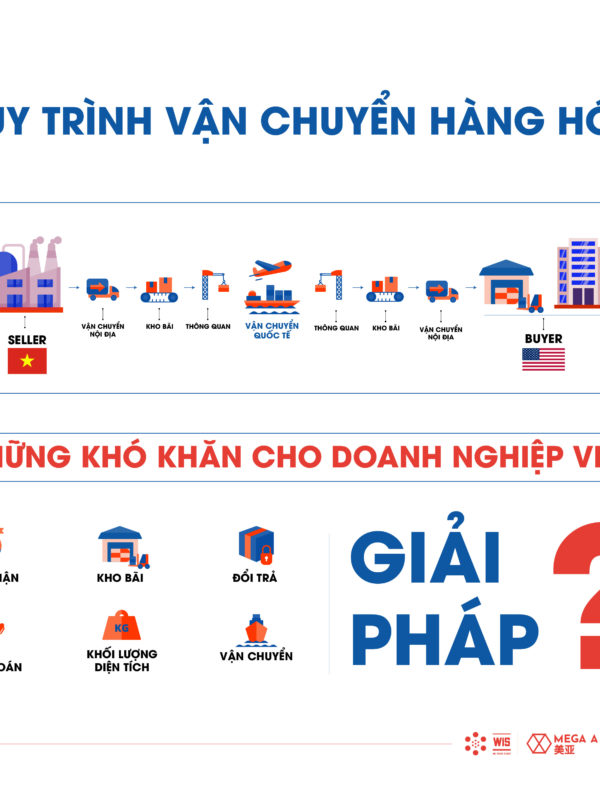 UY TRÌNH VẬN CHUYỂN HÀNG HÓ
SELLER
VẬN CHUYỂN
NỘI ĐỊA
KHO BÃI
THÔNG QUAN
VẬN CHUYỂN
QUỐC TẾ
THÔNG QUAN
KHO BÃI
VẬN CHUYỂN
NỘI ĐỊA
BUYER
HỮNG KHÓ KHĂN CHO DOANH NGHIỆP VI
KHO BÃI
ĐỔI TRẢ
KG
KHỐI LƯỢNG
DIỆN TÍCH
VẬN CHUYỂN
OÁN
GIẢI
PHÁP
?
WIS
MEGA A
美亚